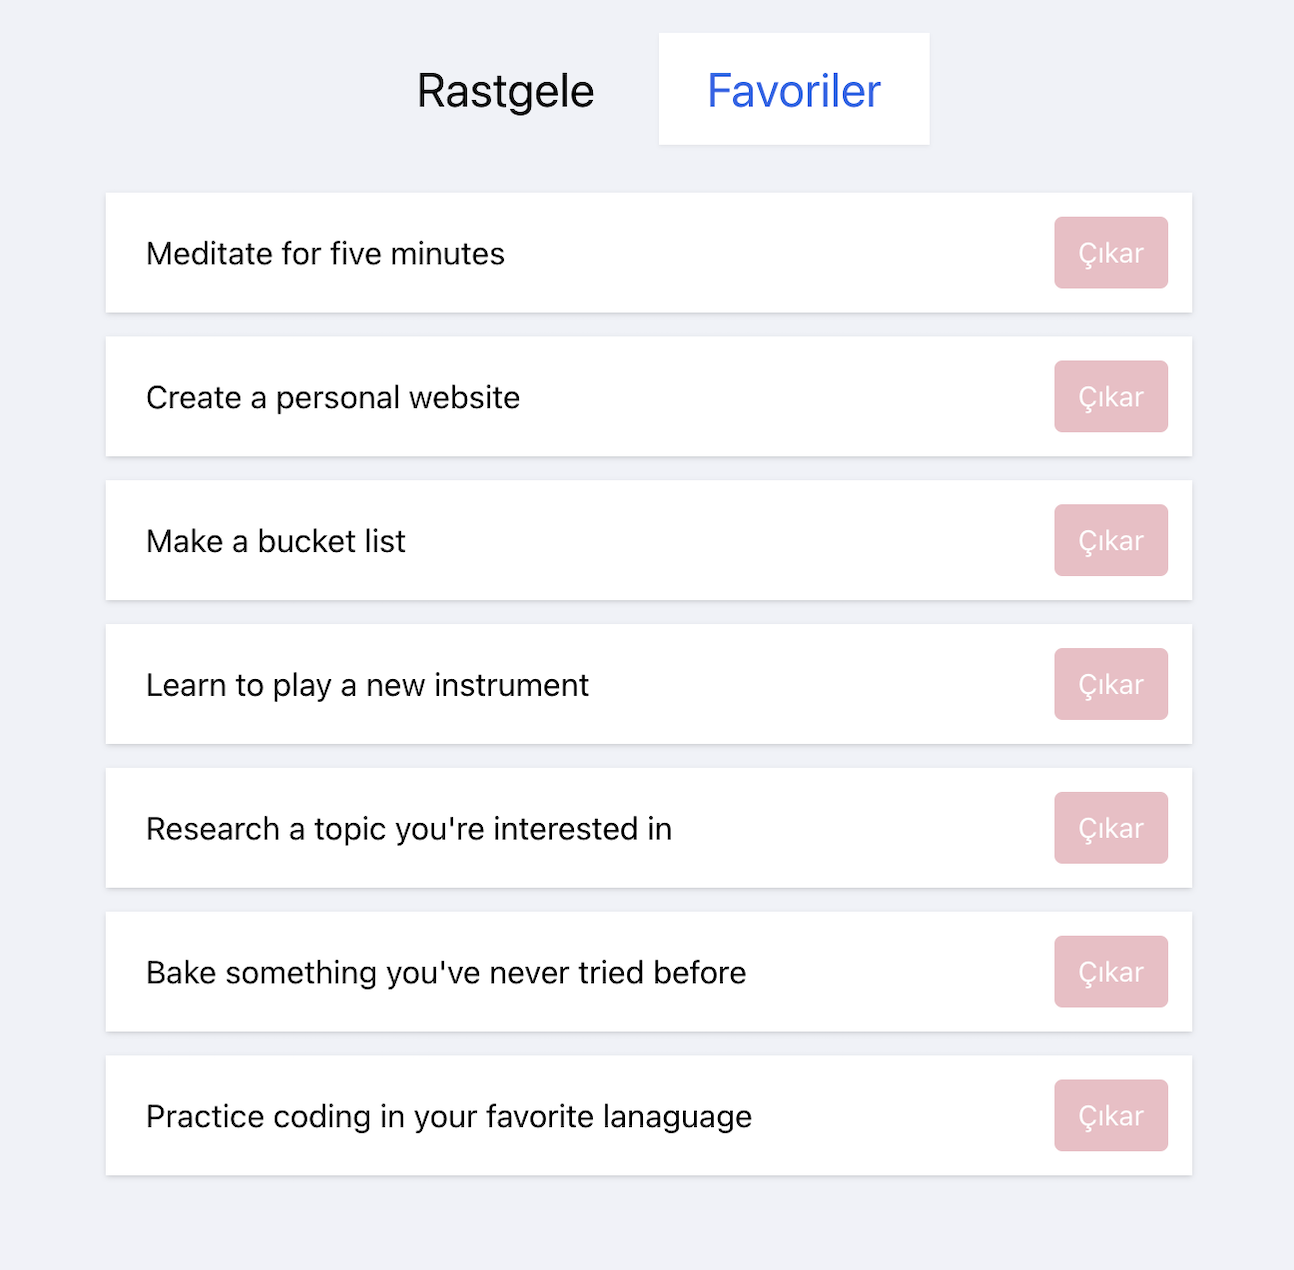 Rastgele Favoriler
Meditate for five minutes Çıkar
Create a personal website Çıkar
Make a bucket list Çıkar
Learn to play a new instrument Çıkar
Research a topic you're interested in Çıkar
Bake something you've never tried before Çıkar
Practice coding in your favorite lanaguage Çıkar